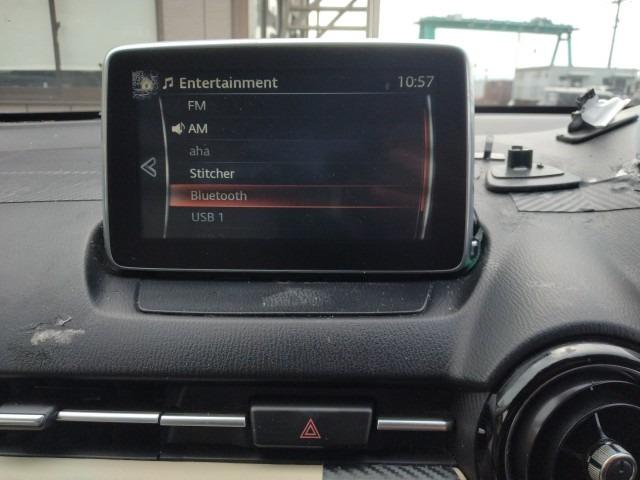 Entertainment 10:57
FM
AM
aha
Stitcher
Bluetooth
USB 1